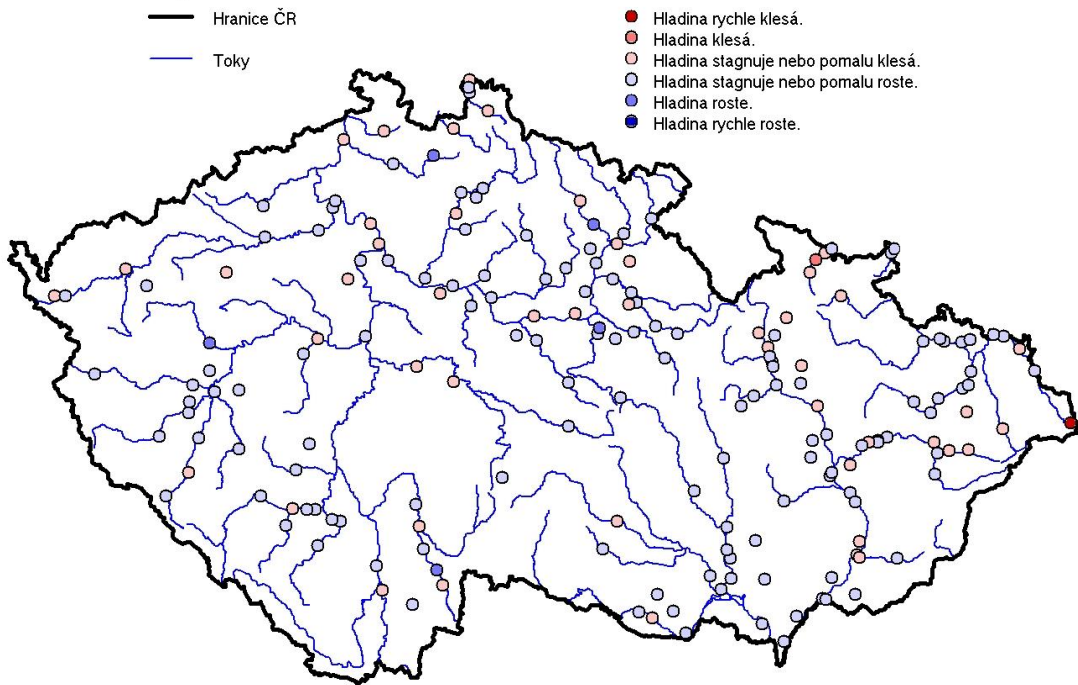 Hranice ČR
Toky
Hladina rychle klesá.
Hladina klesá.
Hladina stagnuje nebo pomalu klesá.
Hladina stagnuje nebo pomalu roste.
Hladina roste.
Hladina rychle roste.